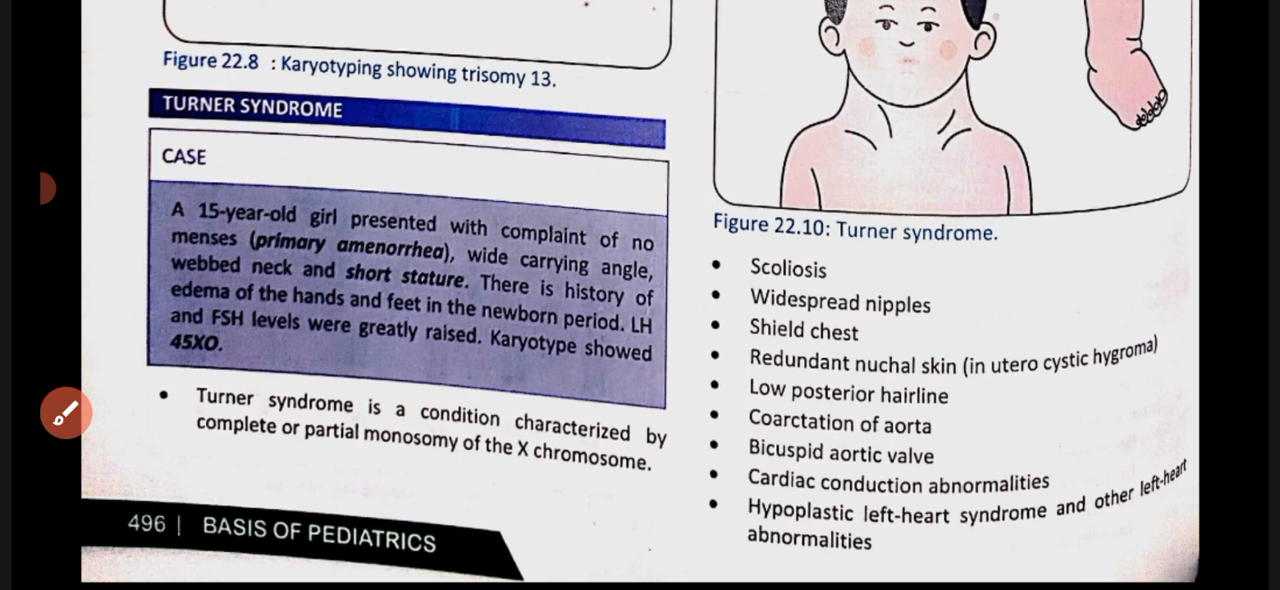 Figure 22.8 : Karyotyping showing trisomy 13.
TURNER SYNDROME
CASE
A 15-year-old girl presented with complaint of no
menses (primary amenorrhea), wide carrying angle,
webbed neck and short stature. There is history of
edema of the hands and feet in the newborn period. LH
and FSH levels were greatly raised. Karyotype showed
45XO.
• Turner syndrome is a condition characterized by
complete or partial monosomy of the X chromosome.
496 | BASIS OF PEDIATRICS
Figure 22.10: Turner syndrome.
• Scoliosis
• Widespread nipples
• Shield chest
• Redundant nuchal skin (in utero cystic hygroma)
• Low posterior hairline
• Coarctation of aorta
• Bicuspid aortic valve
• Cardiac conduction abnormalities
• Hypoplastic left-heart syndrome and other left-heart
abnormalities